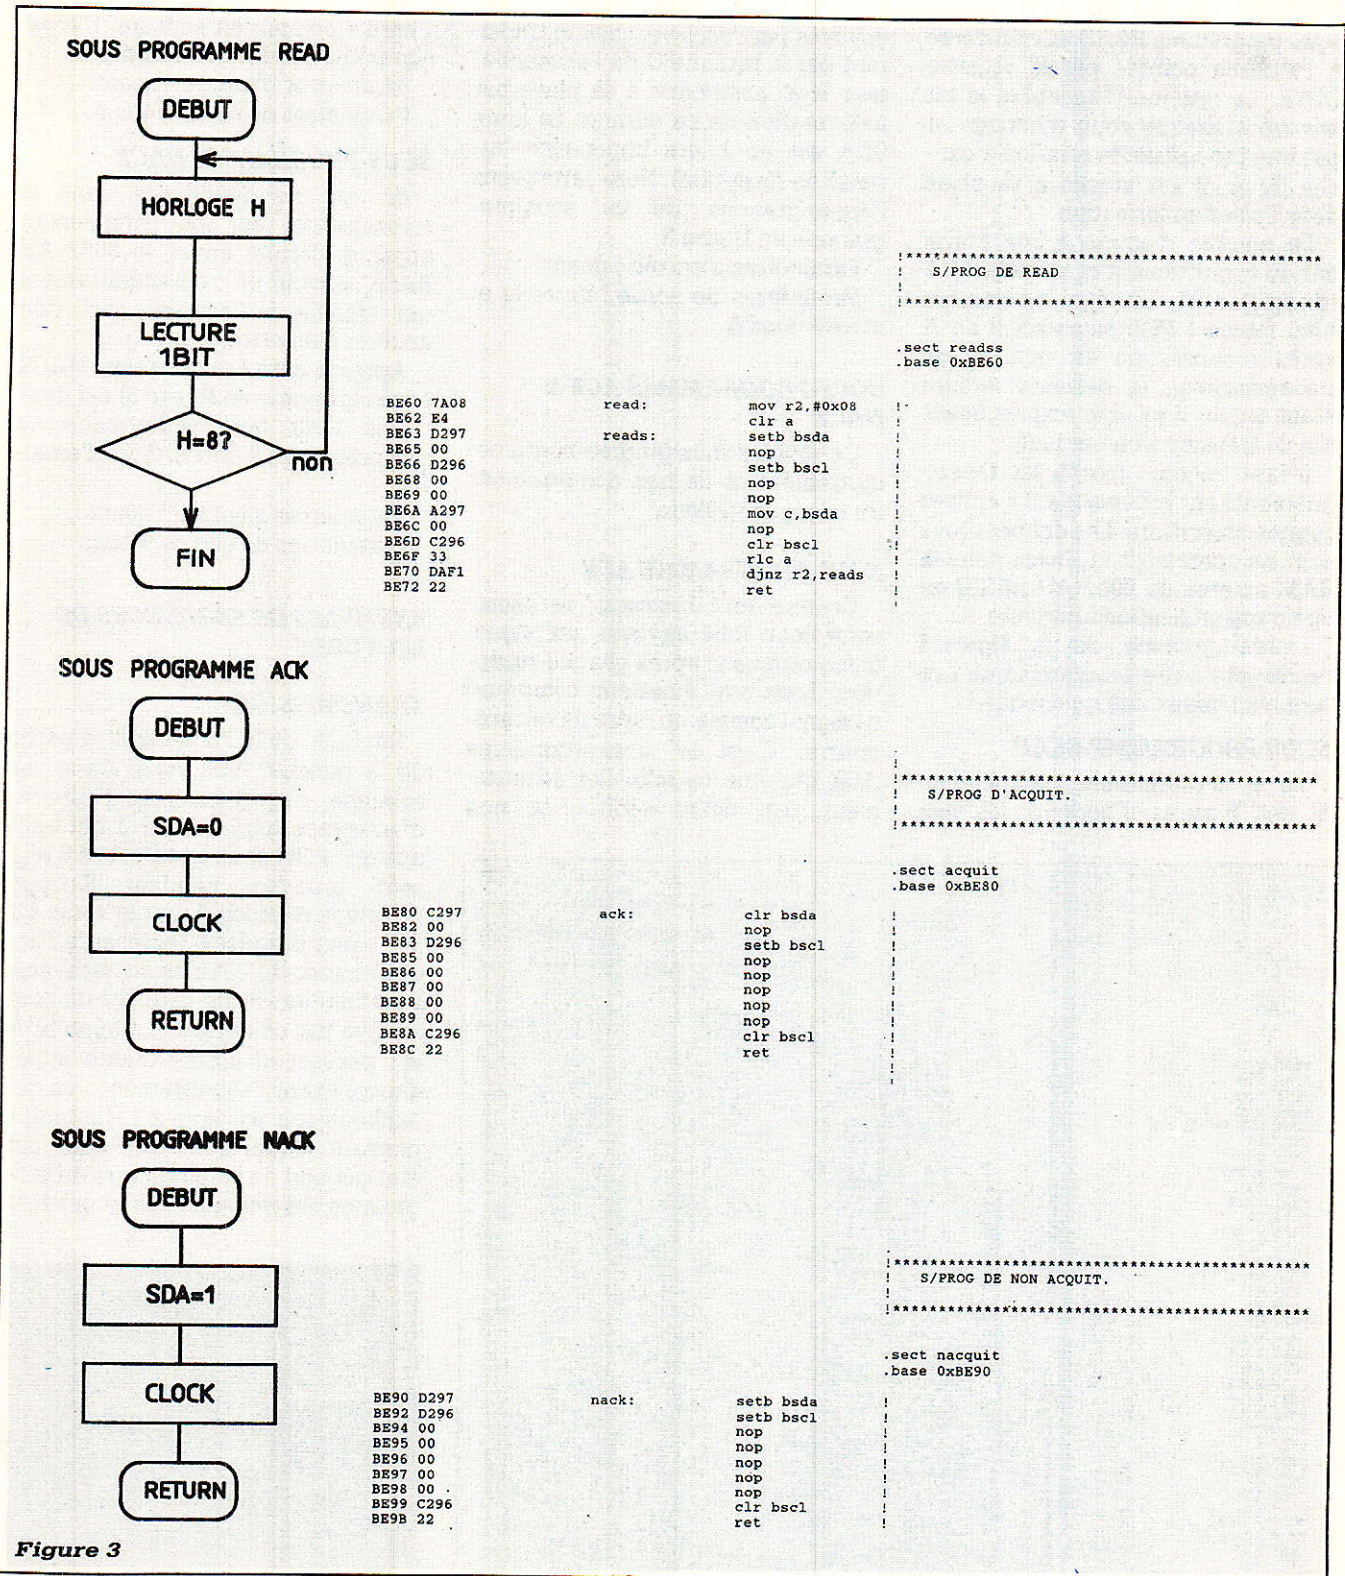 SOUS PROGRAMME READ
DEBUT
HORLOGE H
LECTURE
1BIT
H=8?
non
FIN
!**********************************************
! S/PROG DE READ
!
!**********************************************
.sect readss
.base 0xBE60
BE60 7A08 read: mov r2,#0x08 !
BE62 E4 clr a !
BE63 D297 reads: setb bsda !
BE65 00 nop !
BE66 D296 setb bscl !
BE68 00 nop !
BE69 00 nop !
BE6A A297 mov c,bsda !
BE6C 00 nop !
BE6D C296 clr bscl !
BE6F 33 rlc a !
BE70 DAF1 djnz r2,reads !
BE72 22 ret !
!
SOUS PROGRAMME ACK
DEBUT
SDA=0
CLOCK
RETURN
!
!**********************************************
! S/PROG D'ACQUIT.
!
!**********************************************
.sect acquit
.base 0xBE80
BE80 C297 ack: clr bsda !
BE82 00 nop !
BE83 D296 setb bscl !
BE85 00 nop !
BE86 00 nop !
BE87 00 nop !
BE88 00 nop !
BE89 00 nop !
BE8A C296 clr bscl !
BE8C 22 ret !
!
!
SOUS PROGRAMME NACK
DEBUT
SDA=1
CLOCK
RETURN
!**********************************************
! S/PROG DE NON ACQUIT.
!
!**********************************************
.sect nacquit
.base 0xBE90
BE90 D297 nack: setb bsda !
BE92 D296 setb bscl !
BE94 00 nop !
BE95 00 nop !
BE96 00 nop !
BE97 00 nop !
BE98 00 nop !
BE99 C296 clr bscl !
BE9B 22 ret !
Figure 3